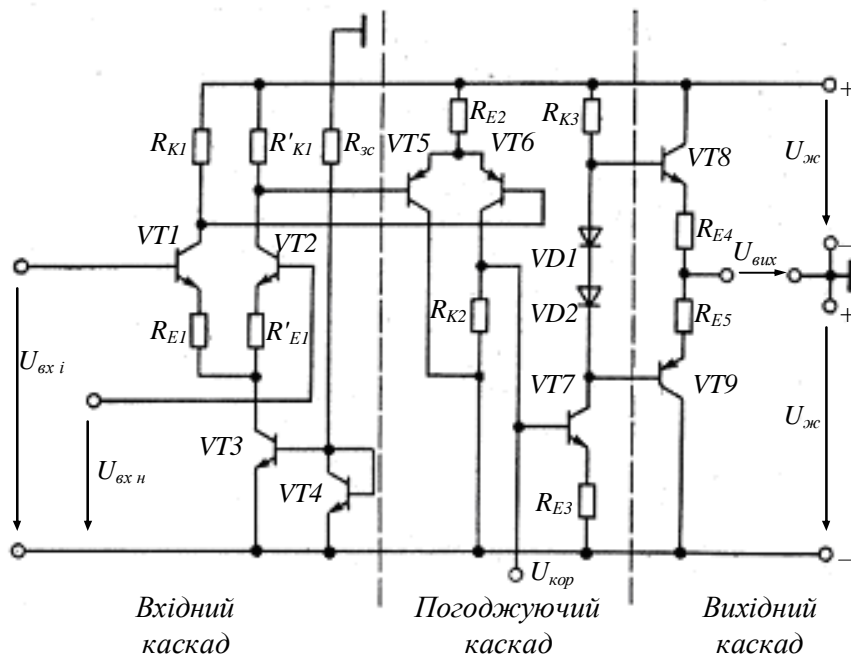 +
R_E2
R_K3
R_K1
R'_K1
R_зс
VT5
VT6
VT8
U_ж
VT1
VT2
R_E4
VD1
U_вих
–
+
R_E1
R'_E1
R_K2
VD2
R_E5
U_вх і
VT7
VT9
VT3
U_ж
U_вх н
VT4
R_E3
U_кор
–
Вхідний
каскад
Погоджуючий
каскад
Вихідний
каскад